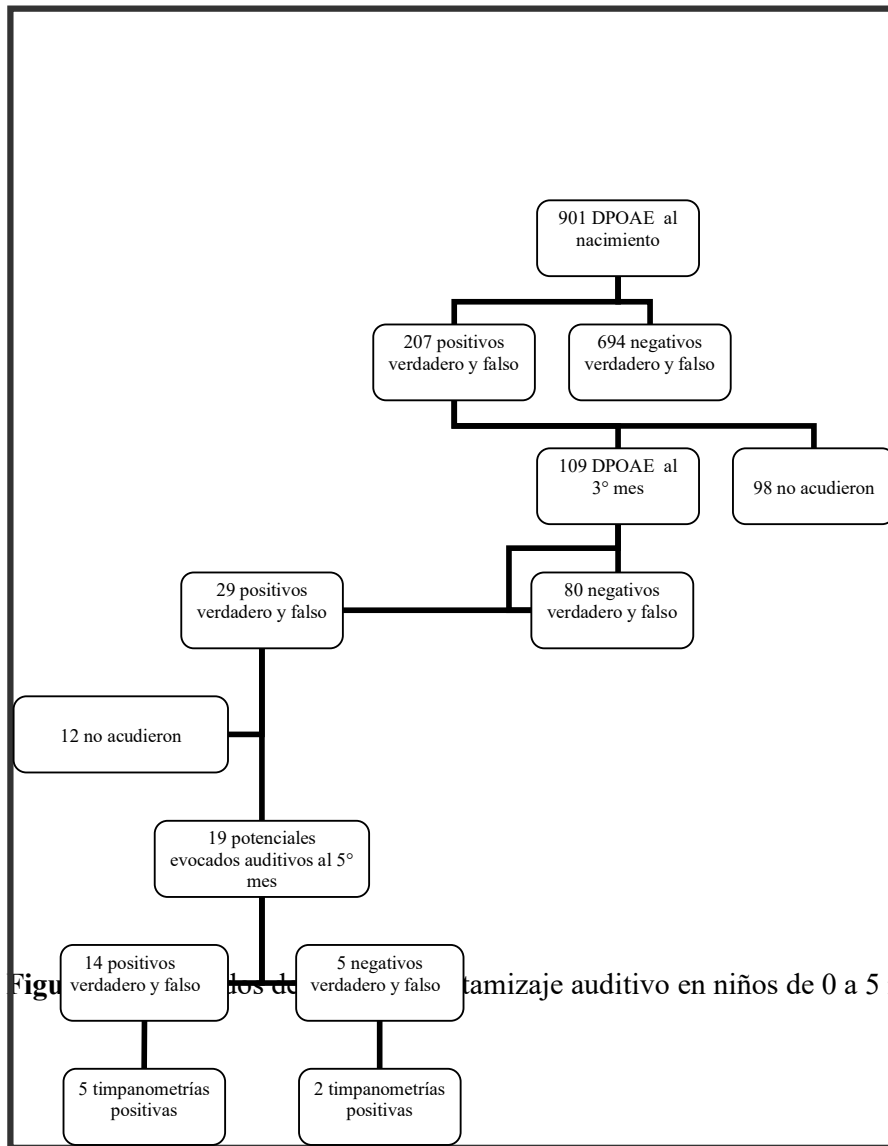 901 DPOAE al
nacimiento
207 positivos
verdadero y falso
694 negativos
verdadero y falso
109 DPOAE al
3° mes
98 no acudieron
29 positivos
verdadero y falso
80 negativos
verdadero y falso
12 no acudieron
19 potenciales
evocados auditivos al 5°
mes
14 positivos
verdadero y falso
5 negativos
verdadero y falso
tamizaje auditivo en niños de 0 a 5
5 timpanometrías
positivas
2 timpanometrías
positivas